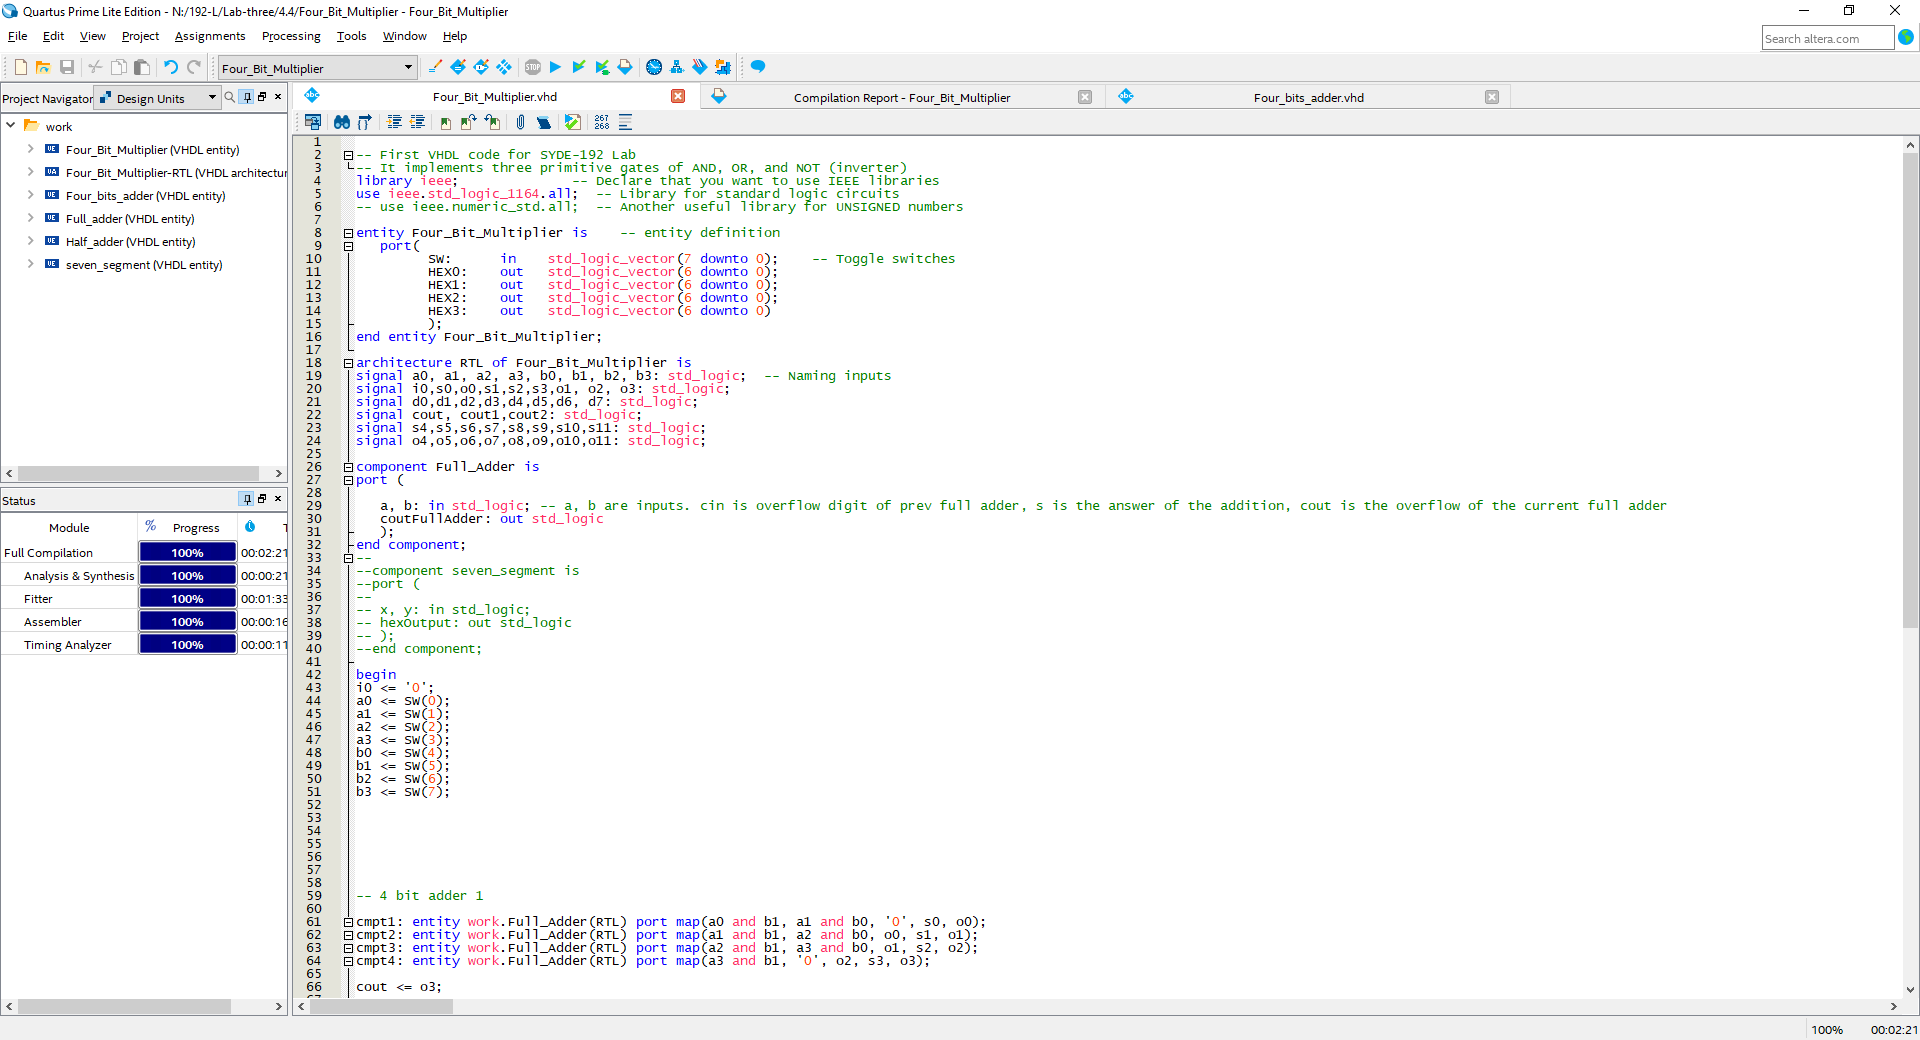 Quartus Prime Lite Edition - N:/192-L/Lab-three/4.4/Four_Bit_Multiplier - Four_Bit_Multiplier
File Edit View Project Assignments Processing Tools Window Help
Search altera.com
Four_Bit_Multiplier
STOP
Project Navigator Design Units
work
Four_Bit_Multiplier (VHDL entity)
Four_Bit_Multiplier-RTL (VHDL architectur
Four_bits_adder (VHDL entity)
Full_adder (VHDL entity)
Half_adder (VHDL entity)
seven_segment (VHDL entity)
Status
Module % Progress T
Full Compilation 100% 00:02:21
Analysis & Synthesis 100% 00:00:21
Fitter 100% 00:01:33
Assembler 100% 00:00:16
Timing Analyzer 100% 00:00:11
Four_Bit_Multiplier.vhd Compilation Report - Four_Bit_Multiplier Four_bits_adder.vhd
267
268
1
2 -- First VHDL code for SYDE-192 Lab
3 -- It implements three primitive gates of AND, OR, and NOT (inverter)
4 library ieee; -- Declare that you want to use IEEE libraries
5 use ieee.std_logic_1164.all; -- Library for standard logic circuits
6 -- use ieee.numeric_std.all; -- Another useful library for UNSIGNED numbers
7
8 entity Four_Bit_Multiplier is -- entity definition
9 port(
10 SW: in std_logic_vector(7 downto 0); -- Toggle switches
11 HEX0: out std_logic_vector(6 downto 0);
12 HEX1: out std_logic_vector(6 downto 0);
13 HEX2: out std_logic_vector(6 downto 0);
14 HEX3: out std_logic_vector(6 downto 0)
15 );
16 end entity Four_Bit_Multiplier;
17
18 architecture RTL of Four_Bit_Multiplier is
19 signal a0, a1, a2, a3, b0, b1, b2, b3: std_logic; -- Naming inputs
20 signal i0,s0,o0,s1,s2,s3,o1, o2, o3: std_logic;
21 signal d0,d1,d2,d3,d4,d5,d6, d7: std_logic;
22 signal cout, cout1,cout2: std_logic;
23 signal s4,s5,s6,s7,s8,s9,s10,s11: std_logic;
24 signal o4,o5,o6,o7,o8,o9,o10,o11: std_logic;
25
26 component Full_Adder is
27 port (
28
29 a, b: in std_logic; -- a, b are inputs. cin is overflow digit of prev full adder, s is the answer of the addition, cout is the overflow of the current full adder
30 coutFullAdder: out std_logic
31 );
32 end component;
33 --
34 --component seven_segment is
35 --port (
36 --
37 -- x, y: in std_logic;
38 -- hexOutput: out std_logic
39 -- );
40 --end component;
41
42 begin
43 i0 <= '0';
44 a0 <= SW(0);
45 a1 <= SW(1);
46 a2 <= SW(2);
47 a3 <= SW(3);
48 b0 <= SW(4);
49 b1 <= SW(5);
50 b2 <= SW(6);
51 b3 <= SW(7);
52
53
54
55
56
57
58
59 -- 4 bit adder 1
60
61 cmpt1: entity work.Full_Adder(RTL) port map(a0 and b1, a1 and b0, '0', s0, o0);
62 cmpt2: entity work.Full_Adder(RTL) port map(a1 and b1, a2 and b0, o0, s1, o1);
63 cmpt3: entity work.Full_Adder(RTL) port map(a2 and b1, a3 and b0, o1, s2, o2);
64 cmpt4: entity work.Full_Adder(RTL) port map(a3 and b1, '0', o2, s3, o3);
65
66 cout <= o3;
100% 00:02:21